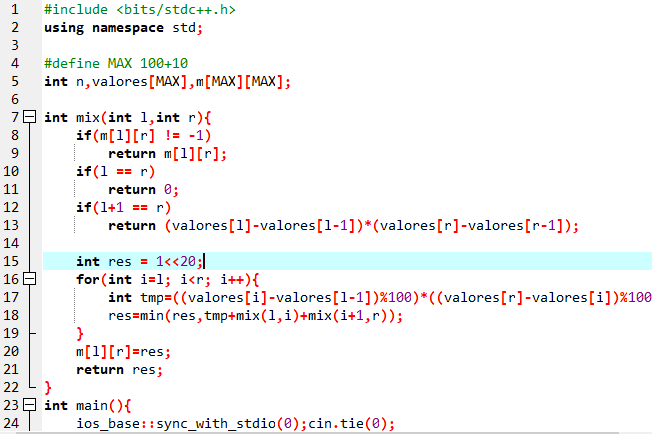 1 #include <bits/stdc++.h>
2 using namespace std;
3
4 #define MAX 100+10
5 int n,valores[MAX],m[MAX][MAX];
6
7 int mix(int l,int r){
8     if(m[l][r] != -1)
9         return m[l][r];
10     if(l == r)
11         return 0;
12     if(l+1 == r)
13         return (valores[l]-valores[l-1])*(valores[r]-valores[r-1]);
14
15     int res = 1<<20;
16     for(int i=l; i<r; i++){
17         int tmp=((valores[i]-valores[l-1])%100)*((valores[r]-valores[i])%100
18         res=min(res,tmp+mix(l,i)+mix(i+1,r));
19     }
20     m[l][r]=res;
21     return res;
22 }
23 int main(){
24     ios_base::sync_with_stdio(0);cin.tie(0);